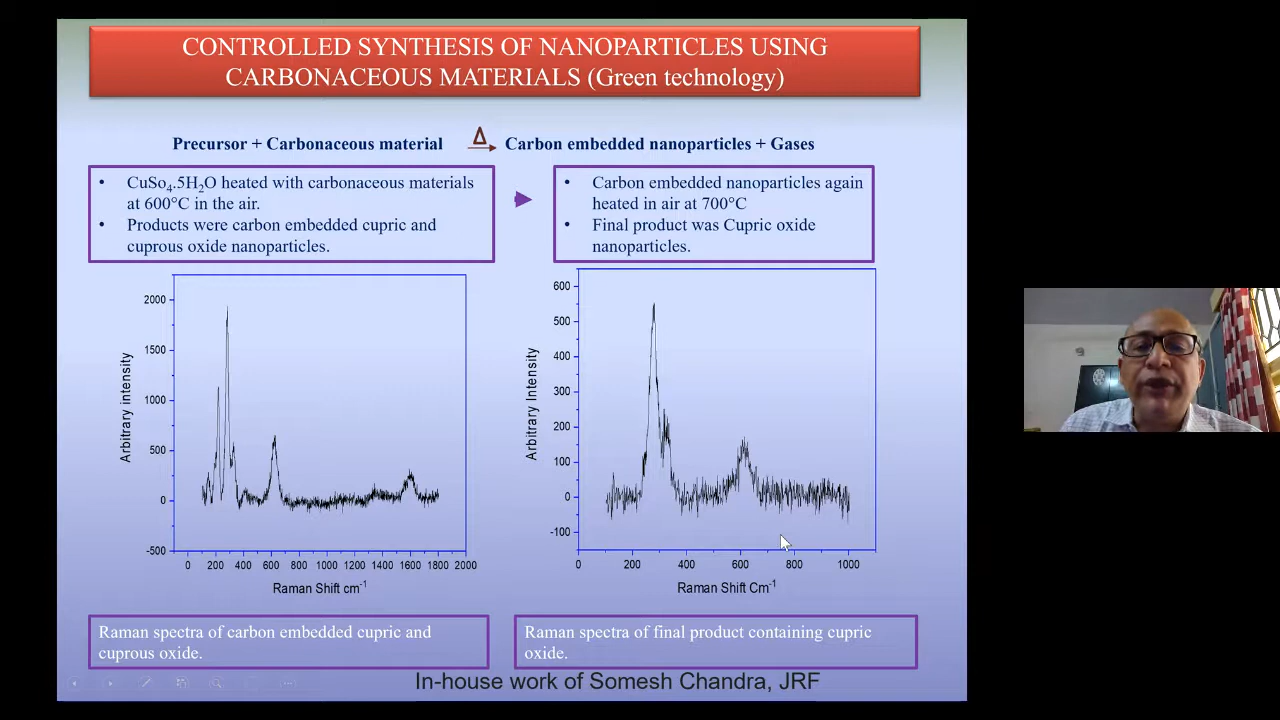 CONTROLLED SYNTHESIS OF NANOPARTICLES USING
CARBONACEOUS MATERIALS (Green technology)
Precursor + Carbonaceous material Δ Carbon embedded nanoparticles + Gases
• CuSo4.5H2O heated with carbonaceous materials
at 600°C in the air.
• Products were carbon embedded cupric and
cuprous oxide nanoparticles.
• Carbon embedded nanoparticles again
heated in air at 700°C
• Final product was Cupric oxide
nanoparticles.
Arbitrary intensity
2000
1500
1000
500
0
-500
0 200 400 600 800 1000 1200 1400 1600 1800 2000
Raman Shift cm-1
Arbitrary Intensity
600
500
400
300
200
100
0
-100
0 200 400 600 800 1000
Raman Shift Cm-1
Raman spectra of carbon embedded cupric and
cuprous oxide.
Raman spectra of final product containing cupric
oxide.
In-house work of Somesh Chandra, JRF